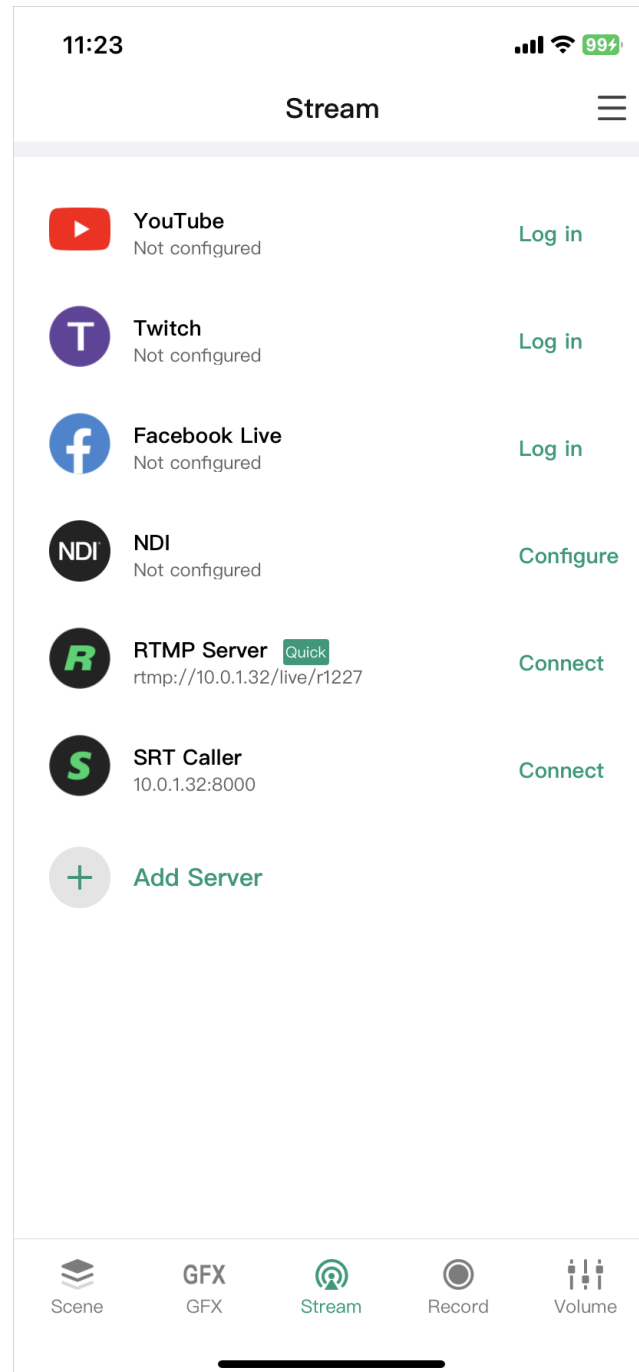 11:23
99
Stream
YouTube
Not configured
Log in
T
Twitch
Not configured
Log in
f
Facebook Live
Not configured
Log in
NDI
NDI
Not configured
Configure
R
RTMP Server Quick
rtmp://10.0.1.32/live/r1227
Connect
S
SRT Caller
10.0.1.32:8000
Connect
Add Server
GFX
Scene GFX Stream Record Volume